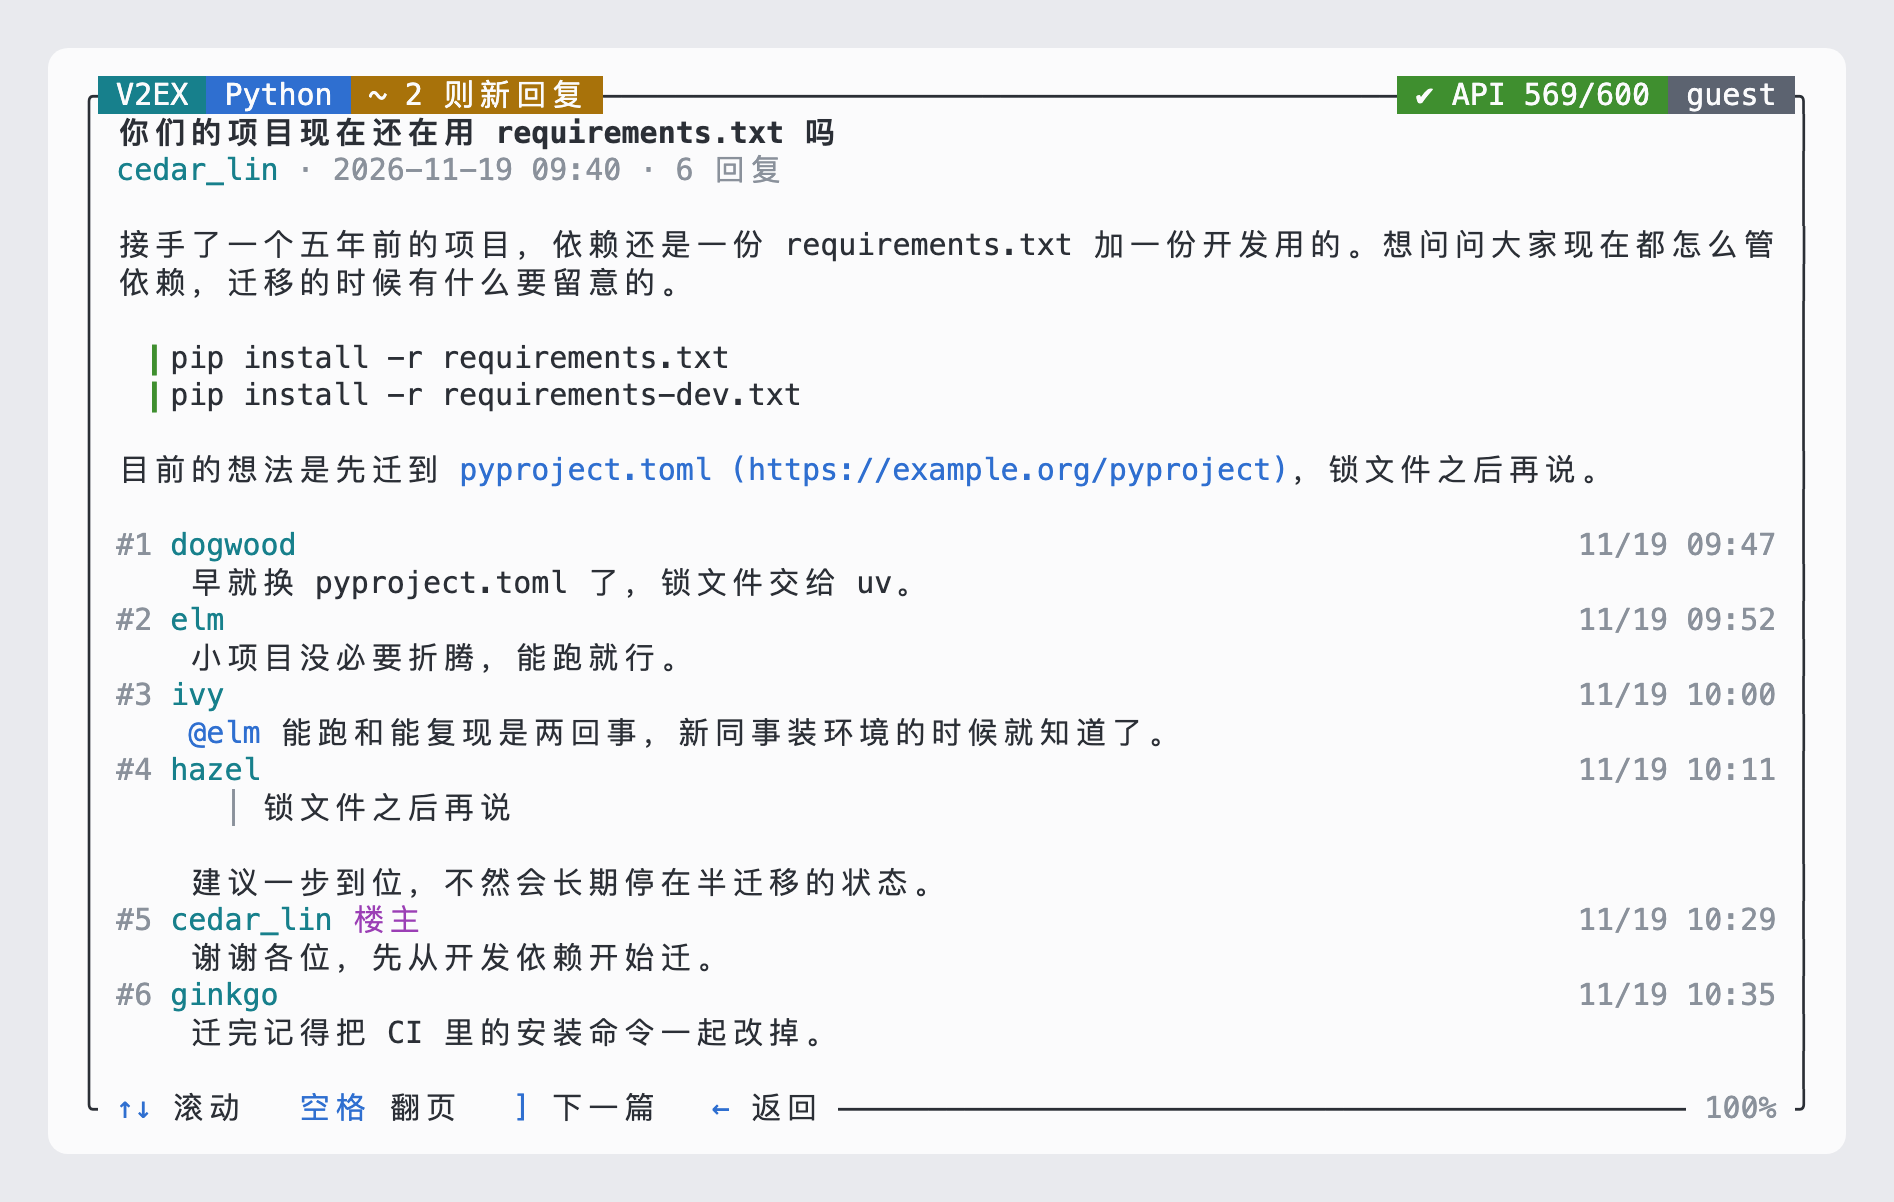 V2EX Python ~ 2 则新回复 ✔ API 569/600 guest
你们的项目现在还在用 requirements.txt 吗
cedar_lin · 2026-11-19 09:40 · 6 回复
接手了一个五年前的项目，依赖还是一份 requirements.txt 加一份开发用的。想问问大家现在都怎么管
依赖，迁移的时候有什么要留意的。
pip install -r requirements.txt
pip install -r requirements-dev.txt
目前的想法是先迁到 pyproject.toml (https://example.org/pyproject)，锁文件之后再说。
#1 dogwood 11/19 09:47
早就换 pyproject.toml 了，锁文件交给 uv。
#2 elm 11/19 09:52
小项目没必要折腾，能跑就行。
#3 ivy 11/19 10:00
@elm 能跑和能复现是两回事，新同事装环境的时候就知道了。
#4 hazel 11/19 10:11
锁文件之后再说
建议一步到位，不然会长期停在半迁移的状态。
#5 cedar_lin 楼主 11/19 10:29
谢谢各位，先从开发依赖开始迁。
#6 ginkgo 11/19 10:35
迁完记得把 CI 里的安装命令一起改掉。
↑↓ 滚动 空格 翻页 ] 下一篇 ← 返回 100%